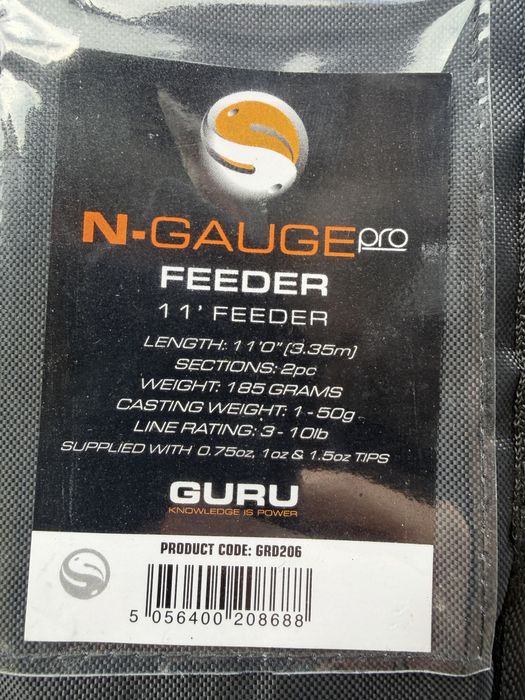 N-GAUGE pro
FEEDER
11' FEEDER
LENGTH: 11'0" (3.35m)
SECTIONS: 2pc
WEIGHT: 185 GRAMS
CASTING WEIGHT: 1 - 50g
LINE RATING: 3 - 10lb
SUPPLIED WITH 0.75oz, 1oz & 1.5oz TIPS
GURU
KNOWLEDGE IS POWER
PRODUCT CODE: GRD206
5 056400 208688